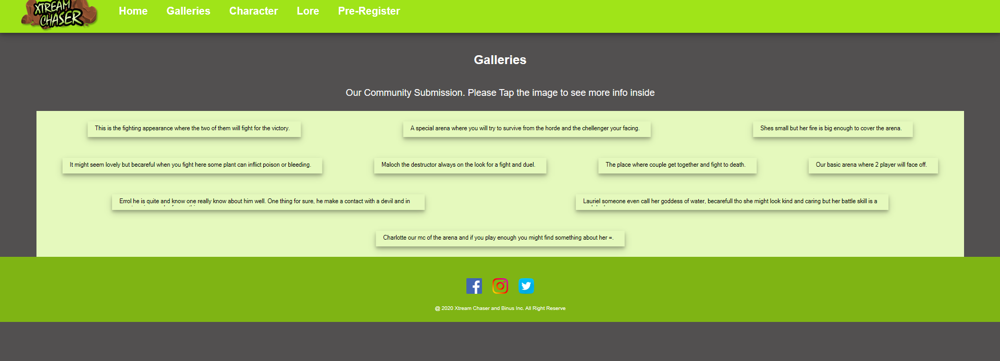 XTREAM
CHASER
Home Galleries Character Lore Pre-Register
Galleries
Our Community Submission. Please Tap the image to see more info inside
This is the fighting appearance where the two of them will fight for the victory.
A special arena where you will try to survive from the horde and the chellenger your facing.
Shes small but her fire is big enough to cover the arena.
It might seem lovely but becareful when you fight here some plant can inflict poison or bleeding.
Maloch the destructor always on the look for a fight and duel.
The place where couple get together and fight to death.
Our basic arena where 2 player will face off.
Errol he is quite and know one really know about him well. One thing for sure, he make a contact with a devil and in
Lauriel someone even call her goddess of water, becarefull tho she might look kind and caring but her battle skill is a
Charlotte our mc of the arena and if you play enough you might find something about her =.
@ 2020 Xtream Chaser and Binus Inc. All Right Reserve